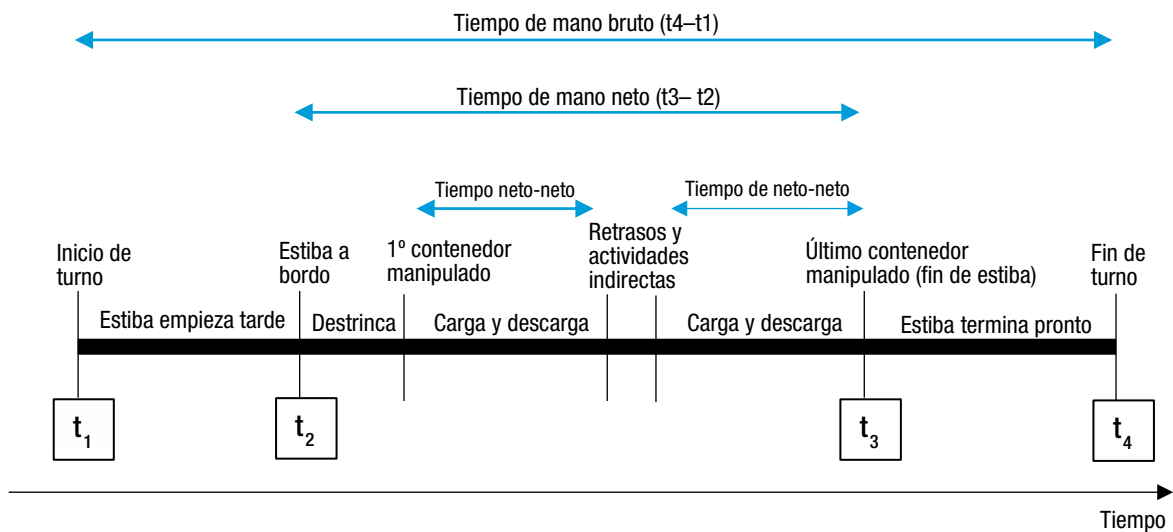 Tiempo de mano bruto (t4–t1)
Tiempo de mano neto (t3– t2)
Tiempo neto-neto
Tiempo de neto-neto
Inicio de
turno
Estiba a
bordo
1º contenedor
manipulado
Retrasos y
actividades
indirectas
Último contenedor
manipulado (fin de estiba)
Fin de
turno
Estiba empieza tarde
Destrinca
Carga y descarga
Carga y descarga
Estiba termina pronto
t1
t2
t3
t4
Tiempo